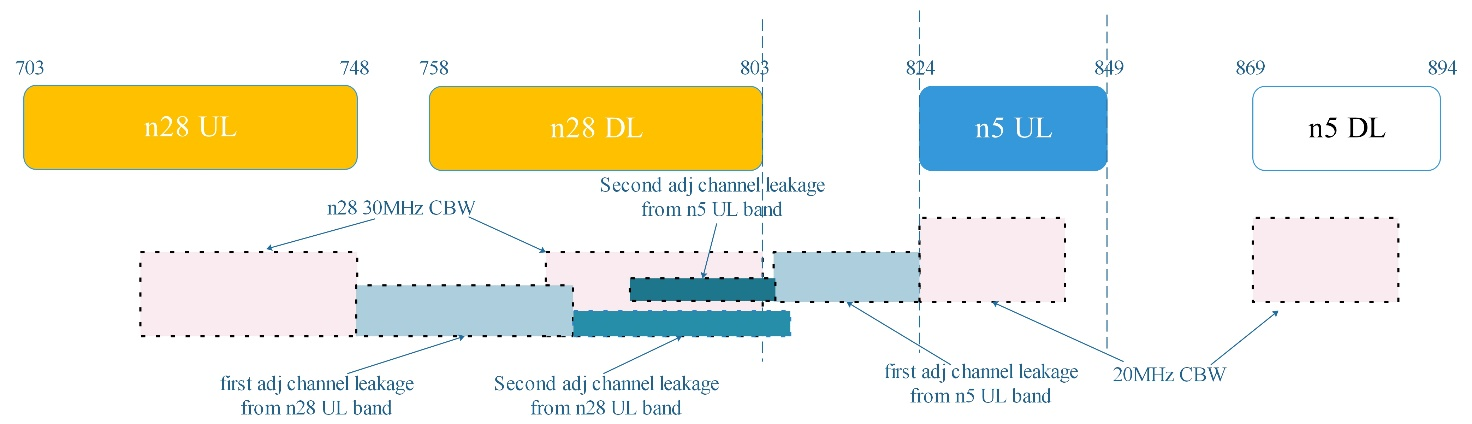 703
748
758
803
824
849
869
894
n28 UL
n28 DL
n5 UL
n5 DL
Second adj channel leakage
from n5 UL band
n28 30MHz CBW
first adj channel leakage
from n28 UL band
Second adj channel leakage
from n28 UL band
first adj channel leakage
from n5 UL band
20MHz CBW